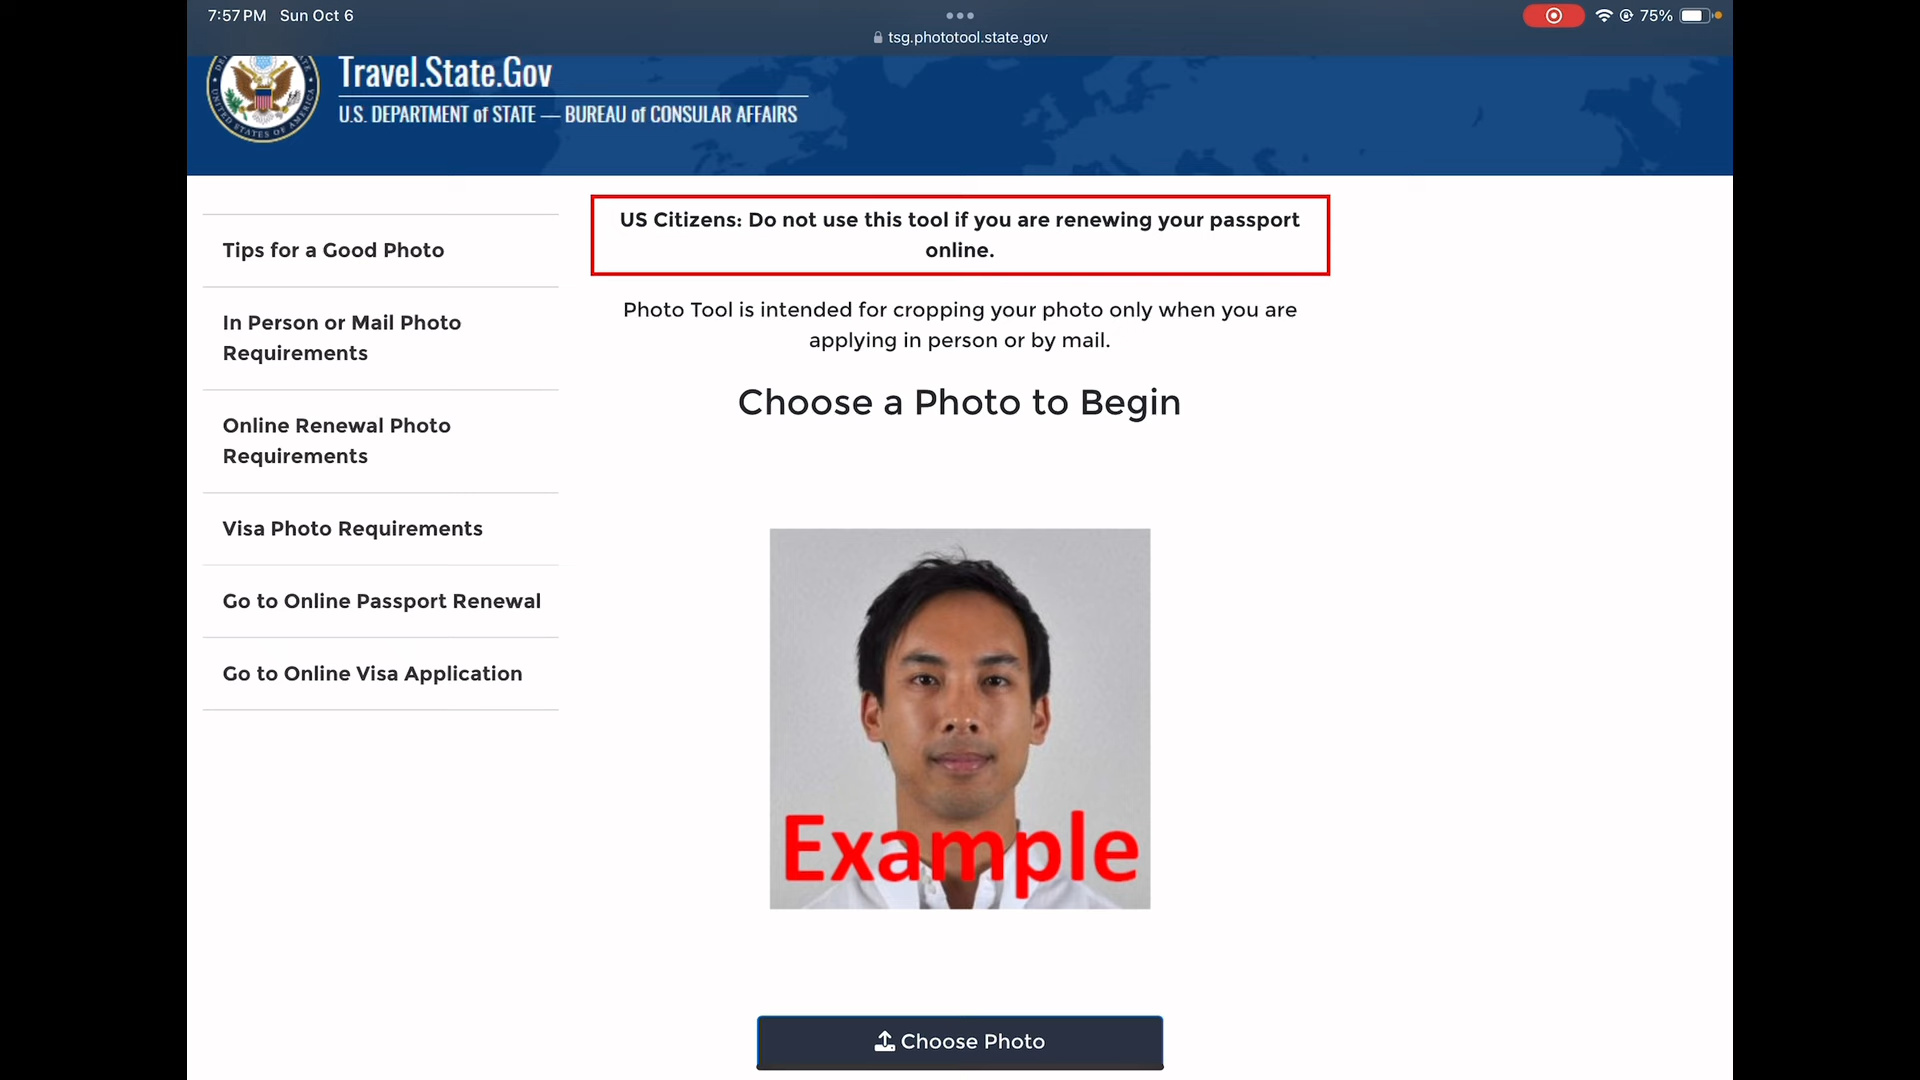 7:57 PM Sun Oct 6
75%
tsg.phototool.state.gov
Travel.State.Gov
U.S. DEPARTMENT of STATE — BUREAU of CONSULAR AFFAIRS
UNITED STATES OF AMERICA
Tips for a Good Photo
In Person or Mail Photo
Requirements
Online Renewal Photo
Requirements
Visa Photo Requirements
Go to Online Passport Renewal
Go to Online Visa Application
US Citizens: Do not use this tool if you are renewing your passport
online.
Photo Tool is intended for cropping your photo only when you are
applying in person or by mail.
Choose a Photo to Begin
Example
Choose Photo